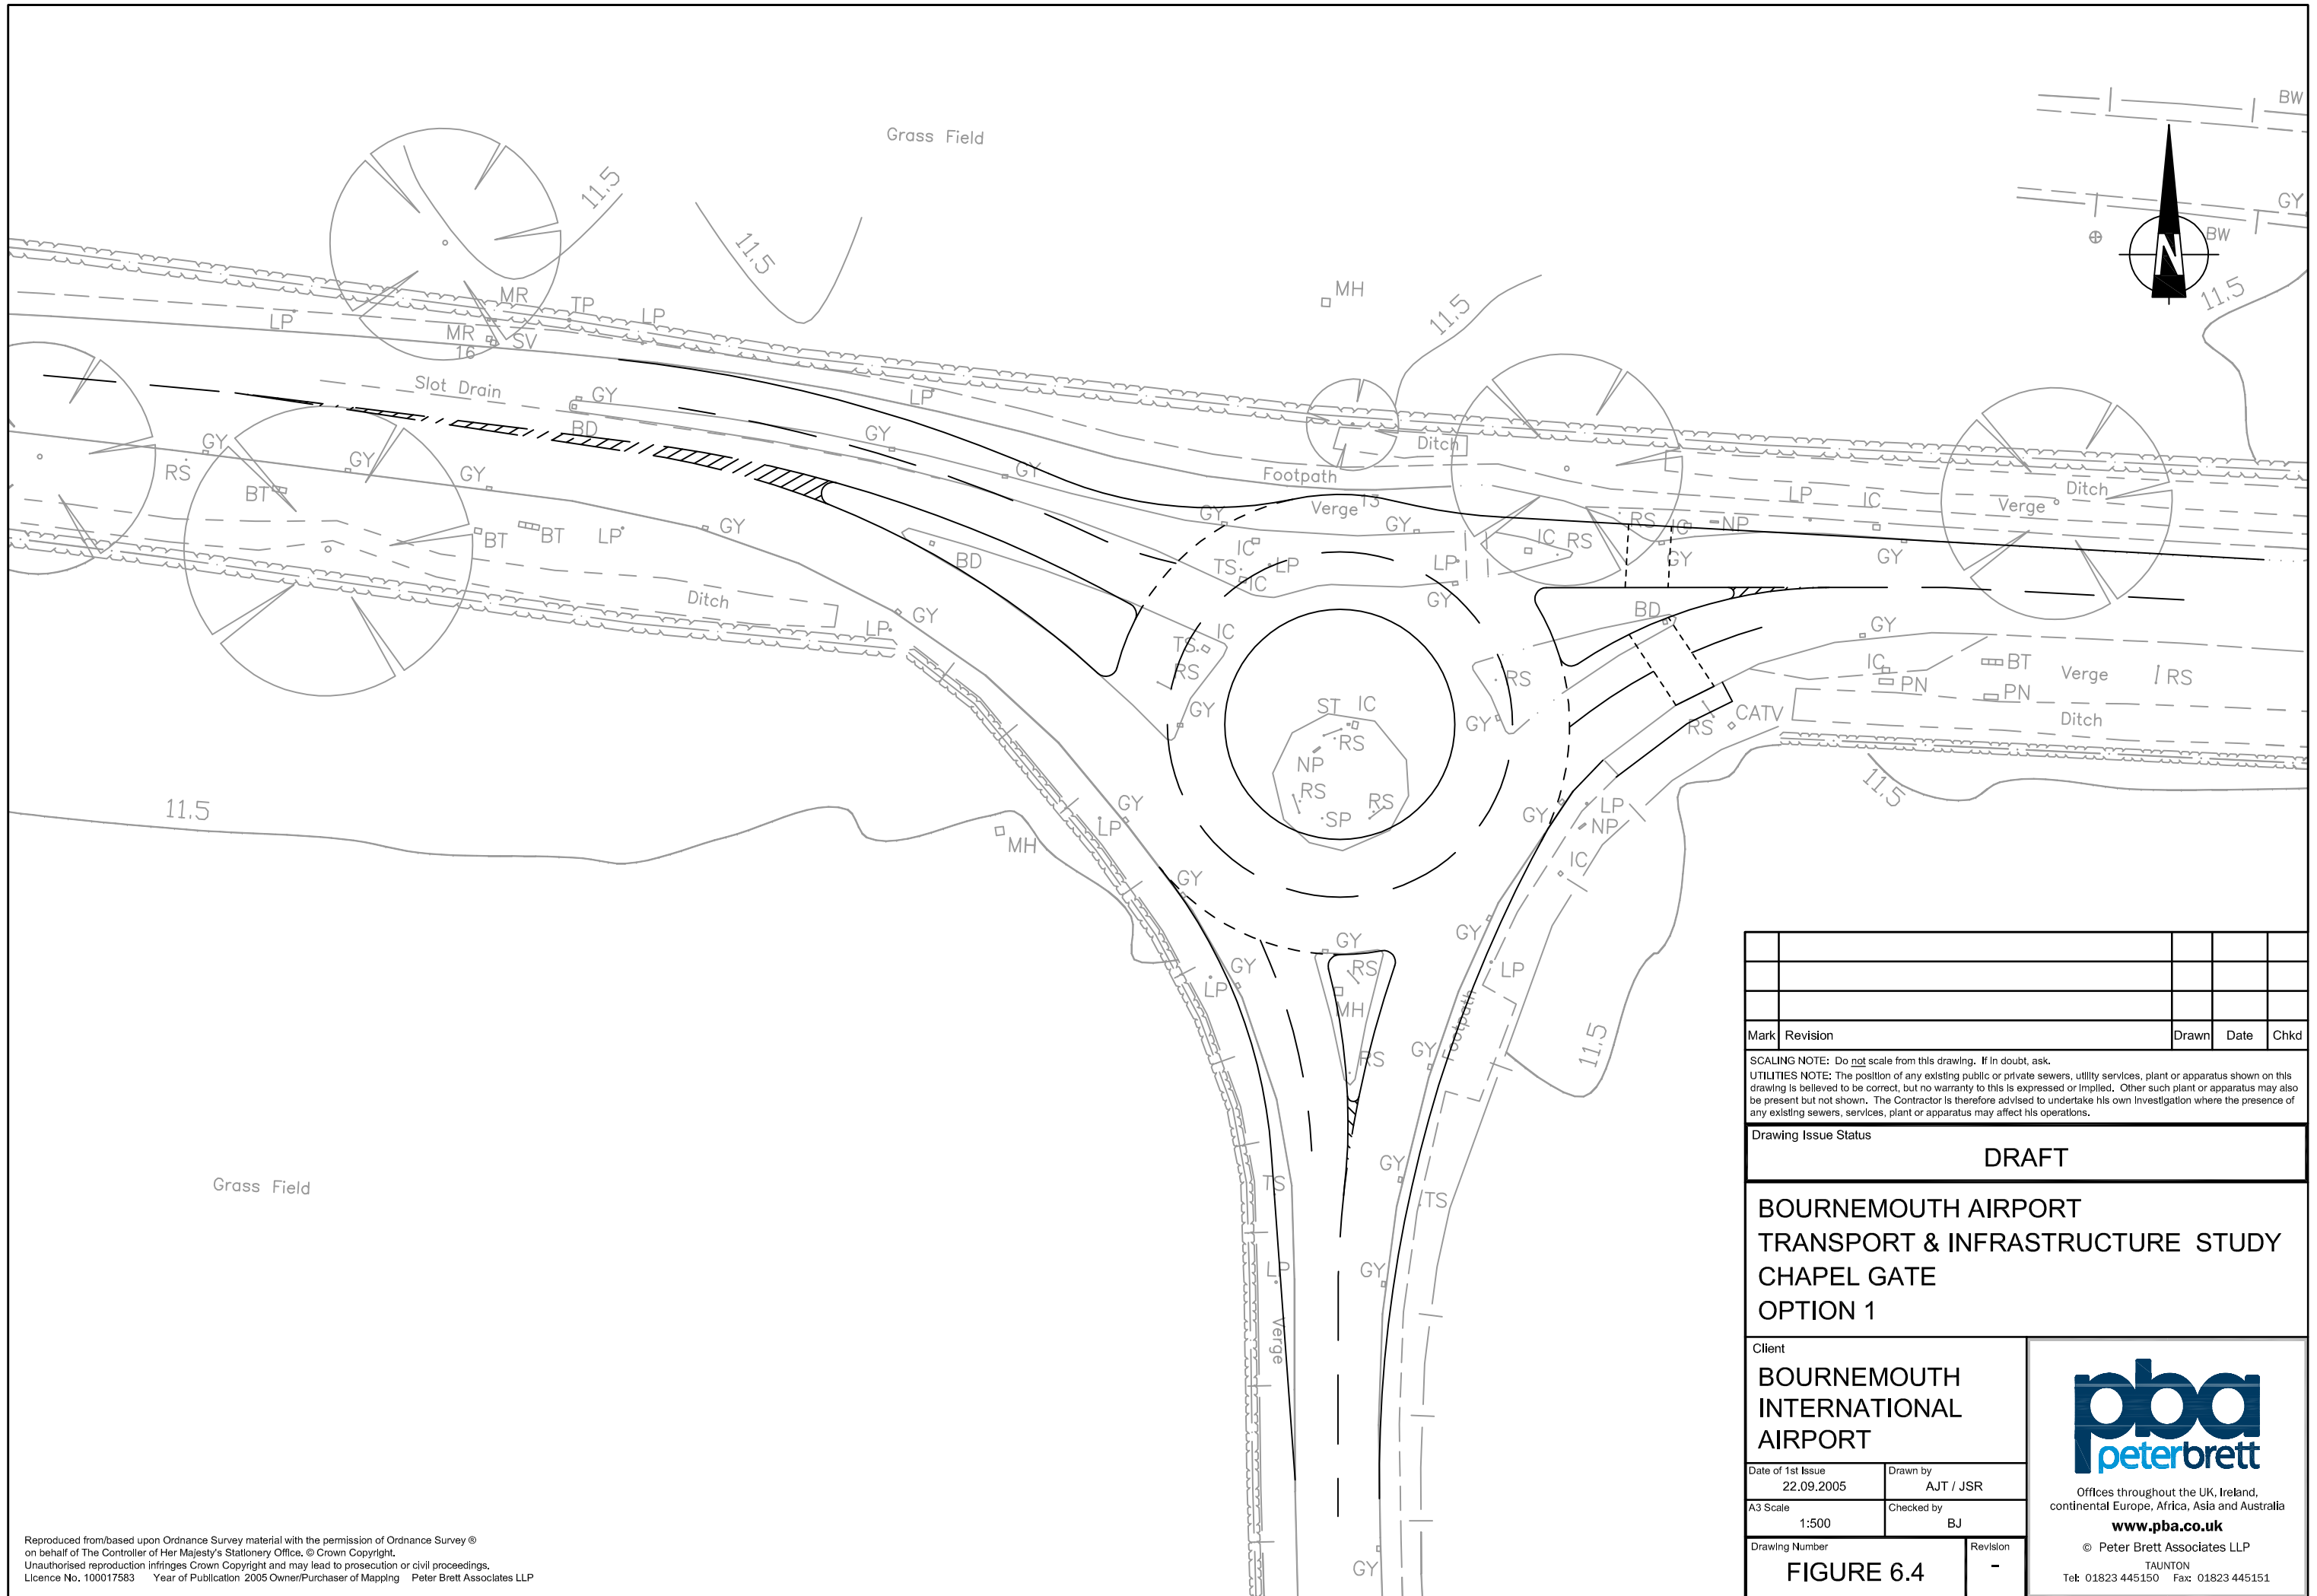 Grass Field
BW
GY
BW
11.5
11.5
11.5
11.5
MH
MR
TP
LP
LP
MR
16
SV
Slot Drain
GY
BD
LP
GY
GY
Ditch
Footpath
Verge
13
GY
GY
IC
RS
RS
IC
NP
GY
LP
IC
Verge
Ditch
GY
GY
RS
BT
GY
GY
BT
BT
LP
GY
BD
Ditch
LP
GY
IC
TS
LP
IC
LP
GY
BD
GY
IC
TS
RS
GY
RS
GY
IC
PN
BT
PN
Verge
RS
Ditch
RS
CATV
ST
IC
RS
NP
RS
RS
SP
11.5
11.5
MH
LP
GY
GY
LP
NP
IC
GY
GY
GY
LP
GY
RS
MH
RS
LP
Footpath
GY
11.5
GY
TS
TS
LP
GY
Verge
GY
Grass Field
Mark
Revision
Drawn
Date
Chkd
SCALING NOTE: Do not scale from this drawing. If in doubt, ask.
UTILITIES NOTE: The position of any existing public or private sewers, utility services, plant or apparatus shown on this
drawing is believed to be correct, but no warranty to this is expressed or implied. Other such plant or apparatus may also
be present but not shown. The Contractor is therefore advised to undertake his own investigation where the presence of
any existing sewers, services, plant or apparatus may affect his operations.
Drawing Issue Status
DRAFT
BOURNEMOUTH AIRPORT
TRANSPORT & INFRASTRUCTURE STUDY
CHAPEL GATE
OPTION 1
Client
BOURNEMOUTH
INTERNATIONAL
AIRPORT
Date of 1st Issue
22.09.2005
Drawn by
AJT / JSR
A3 Scale
1:500
Checked by
BJ
Drawing Number
FIGURE 6.4
Revision
-
pba
peterbrett
Offices throughout the UK, Ireland,
continental Europe, Africa, Asia and Australia
www.pba.co.uk
© Peter Brett Associates LLP
TAUNTON
Tel: 01823 445150 Fax: 01823 445151
N
Reproduced from/based upon Ordnance Survey material with the permission of Ordnance Survey ®
on behalf of The Controller of Her Majesty's Stationery Office. © Crown Copyright.
Unauthorised reproduction infringes Crown Copyright and may lead to prosecution or civil proceedings.
Licence No. 100017583 Year of Publication 2005 Owner/Purchaser of Mapping Peter Brett Associates LLP